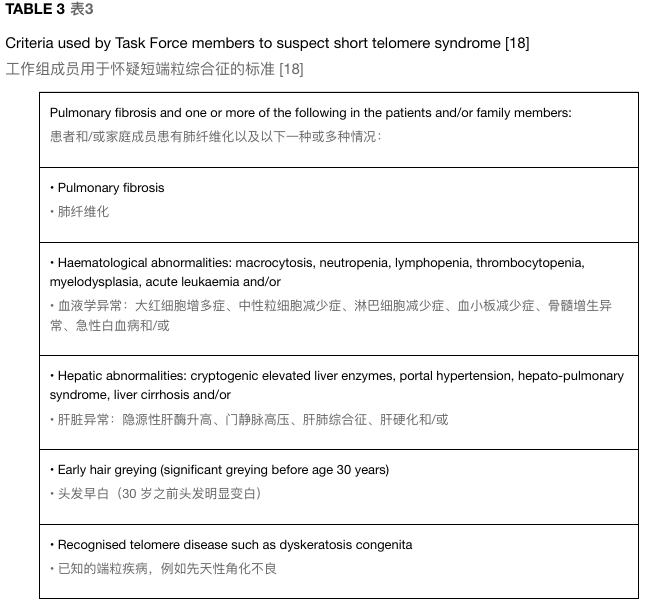 TABLE 3 表3
Criteria used by Task Force members to suspect short telomere syndrome [18]
工作组成员用于怀疑短端粒综合征的标准 [18]
Pulmonary fibrosis and one or more of the following in the patients and/or family members:
患者和/或家庭成员患有肺纤维化以及以下一种或多种情况：
• Pulmonary fibrosis
• 肺纤维化
• Haematological abnormalities: macrocytosis, neutropenia, lymphopenia, thrombocytopenia,
myelodysplasia, acute leukaemia and/or
• 血液学异常：大红细胞增多症、中性粒细胞减少症、淋巴细胞减少症、血小板减少症、骨髓增生异
常、急性白血病和/或
• Hepatic abnormalities: cryptogenic elevated liver enzymes, portal hypertension, hepato-pulmonary
syndrome, liver cirrhosis and/or
• 肝脏异常：隐源性肝酶升高、门静脉高压、肝肺综合征、肝硬化和/或
• Early hair greying (significant greying before age 30 years)
• 头发早白（30 岁之前头发明显变白）
• Recognised telomere disease such as dyskeratosis congenita
• 已知的端粒疾病，例如先天性角化不良